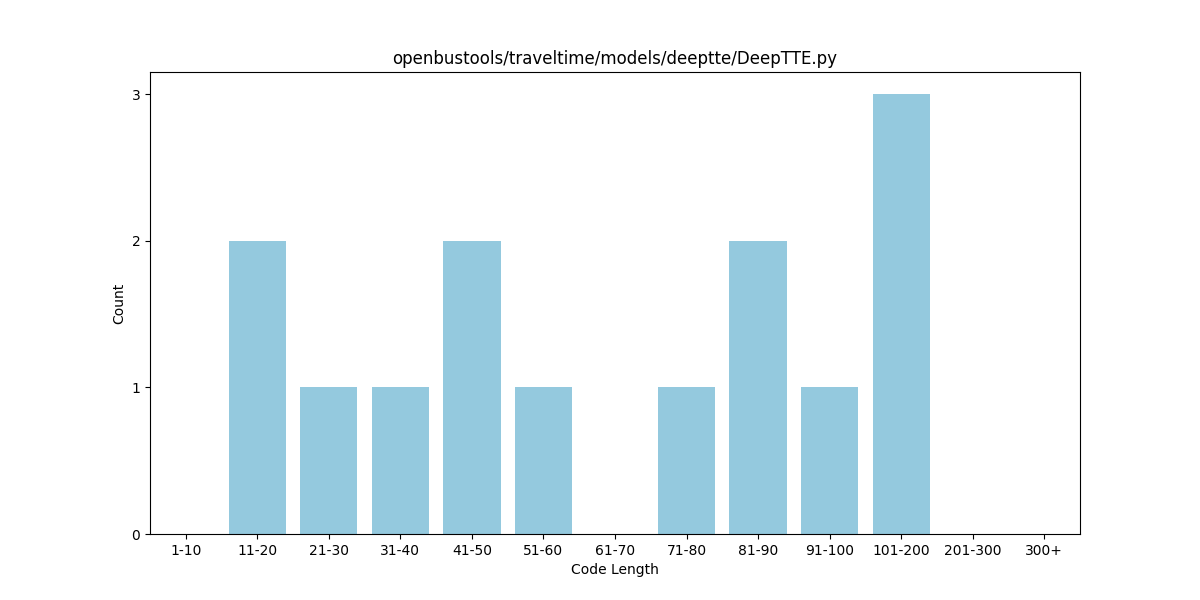 openbustools/traveltime/models/deeptte/DeepTTE.py
3
2
1
0
Count
1-10 11-20 21-30 31-40 41-50 51-60 61-70 71-80 81-90 91-100 101-200 201-300 300+
Code Length